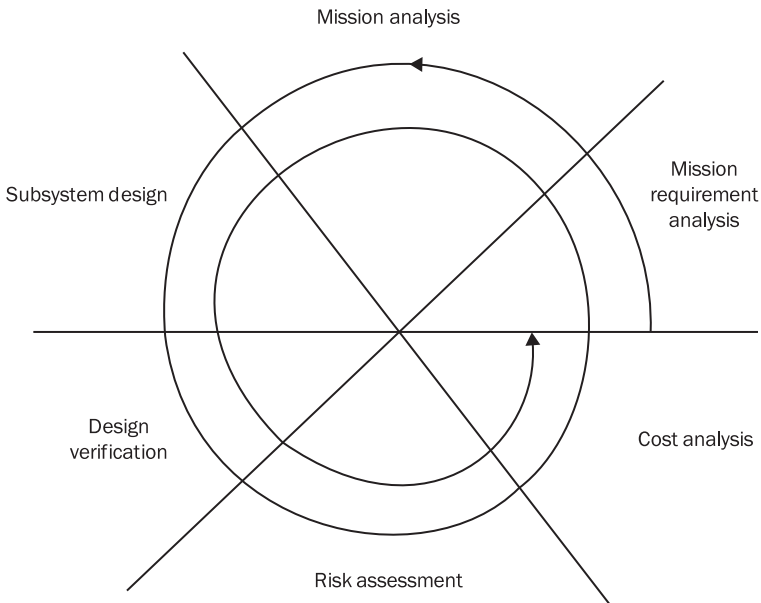 Mission analysis
Subsystem design
Mission
requirement
analysis
Design
verification
Cost analysis
Risk assessment